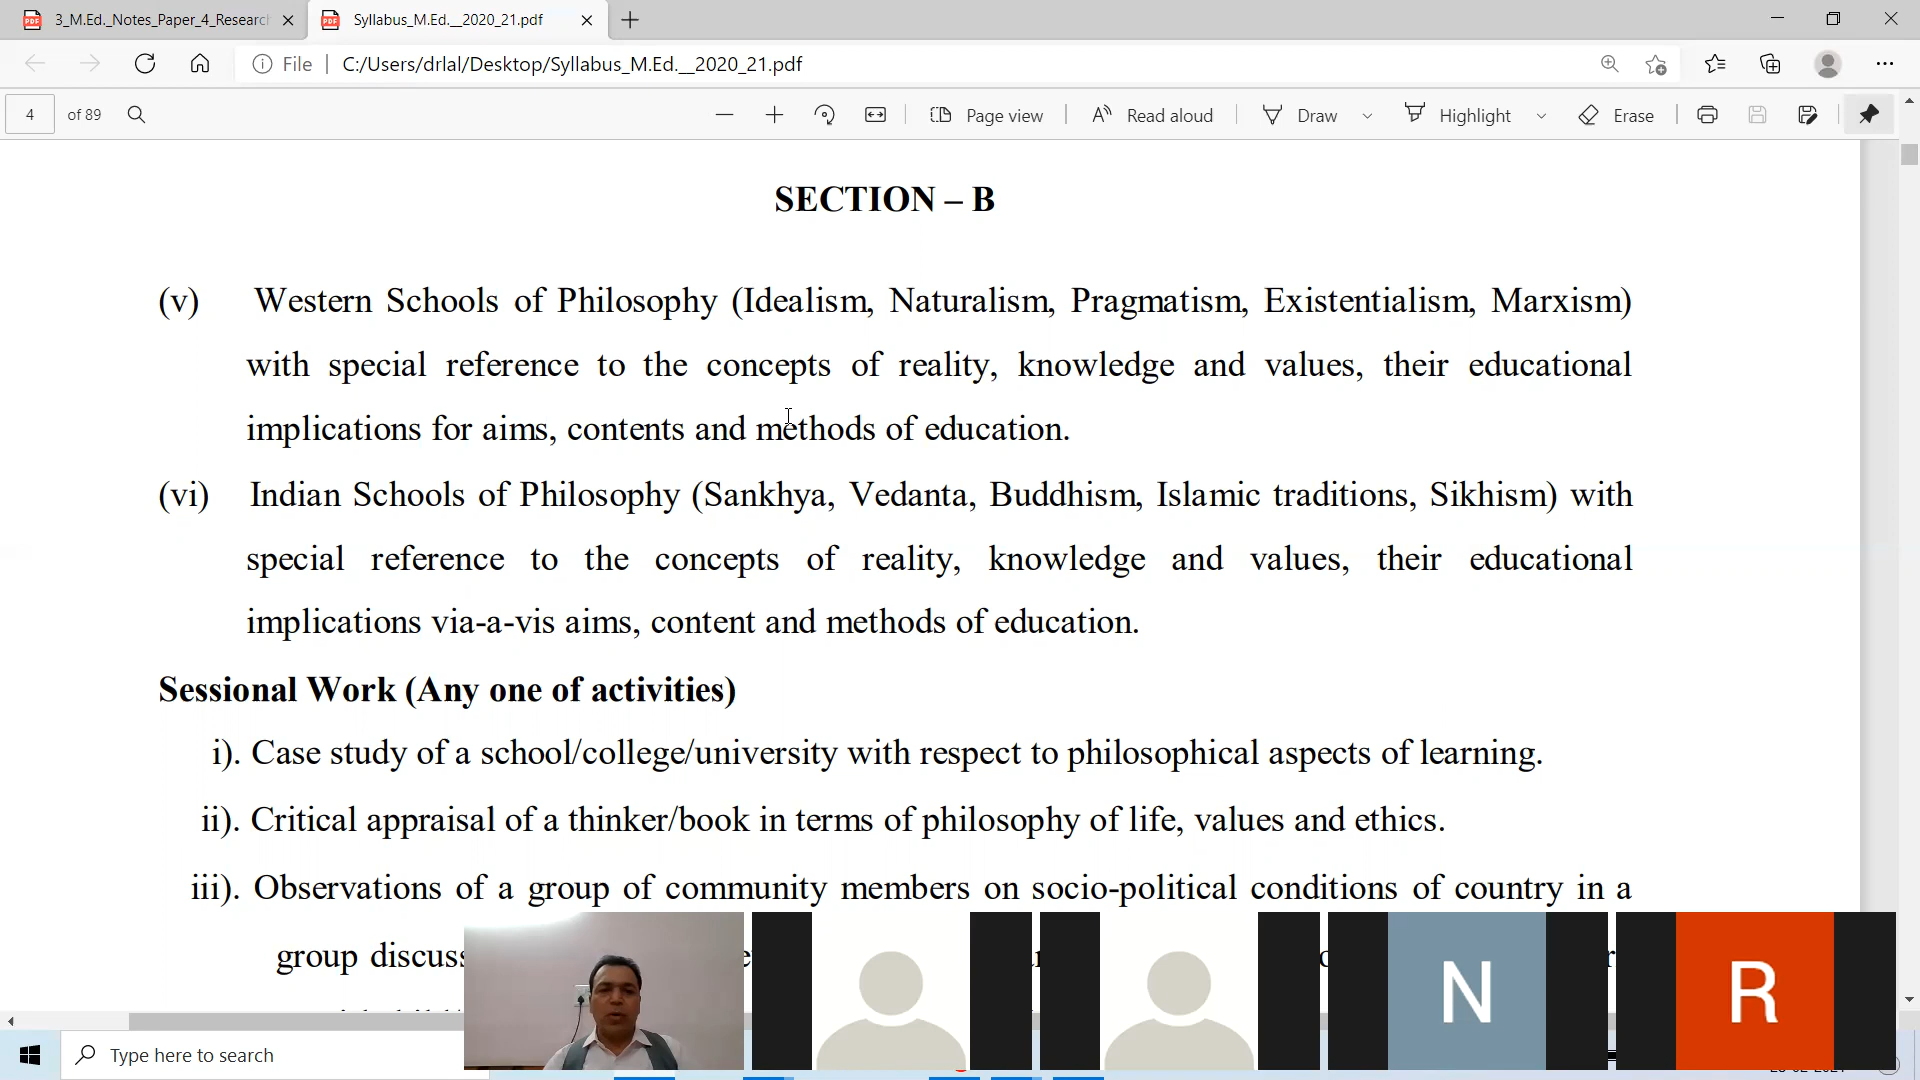 3_M.Ed._Notes_Paper_4_Research
Syllabus_M.Ed.__2020_21.pdf
File
C:/Users/drlal/Desktop/Syllabus_M.Ed.__2020_21.pdf
4 of 89
Page view
Read aloud
Draw
Highlight
Erase
SECTION – B
(v) Western Schools of Philosophy (Idealism, Naturalism, Pragmatism, Existentialism, Marxism)
with special reference to the concepts of reality, knowledge and values, their educational
implications for aims, contents and methods of education.
(vi) Indian Schools of Philosophy (Sankhya, Vedanta, Buddhism, Islamic traditions, Sikhism) with
special reference to the concepts of reality, knowledge and values, their educational
implications via-a-vis aims, content and methods of education.
Sessional Work (Any one of activities)
i). Case study of a school/college/university with respect to philosophical aspects of learning.
ii). Critical appraisal of a thinker/book in terms of philosophy of life, values and ethics.
iii). Observations of a group of community members on socio-political conditions of country in a
group
N
R
Type here to search